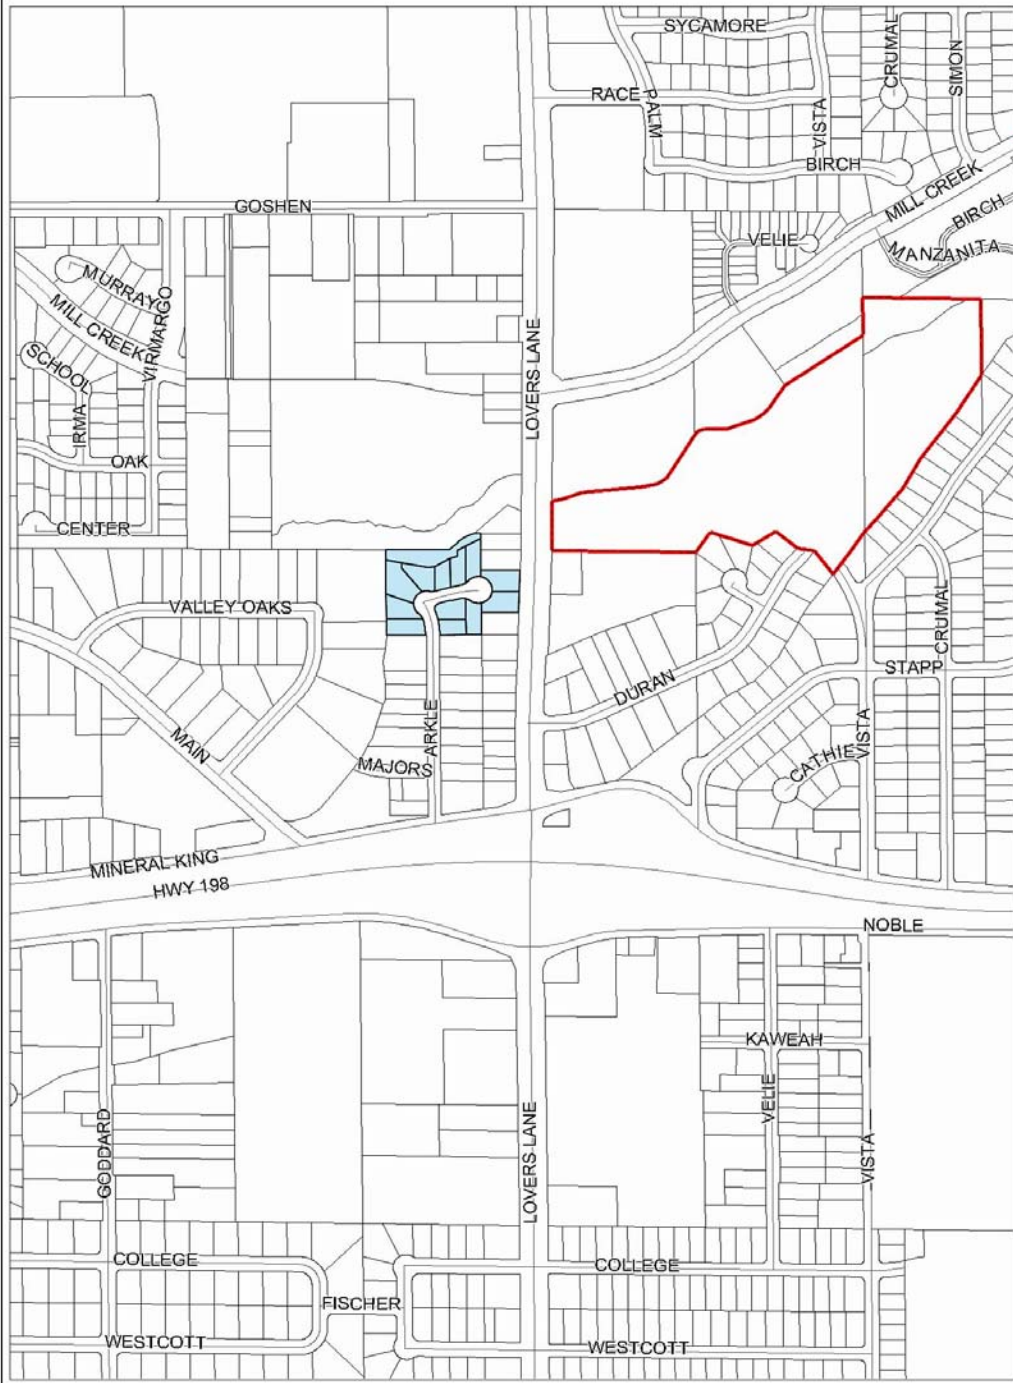 SYCAMORE
CRUMAL
SIMON
RACE
PALM
VISTA
BIRCH
MILL CREEK
GOSHEN
BIRCH
VELIE
MANZANITA
MURRAY
MILL CREEK
VIRMARGO
SCHOOL
LOVERS LANE
IRMA
OAK
CENTER
VALLEY OAKS
CRUMAL
STAPP
DURAN
ARKLE
VISTA
MAIN
MAJORS
CATHIE
MINERAL KING
HWY 198
NOBLE
KAWEAH
VELIE
GODDARD
LOVERS LANE
VISTA
COLLEGE
COLLEGE
FISCHER
WESTCOTT
WESTCOTT